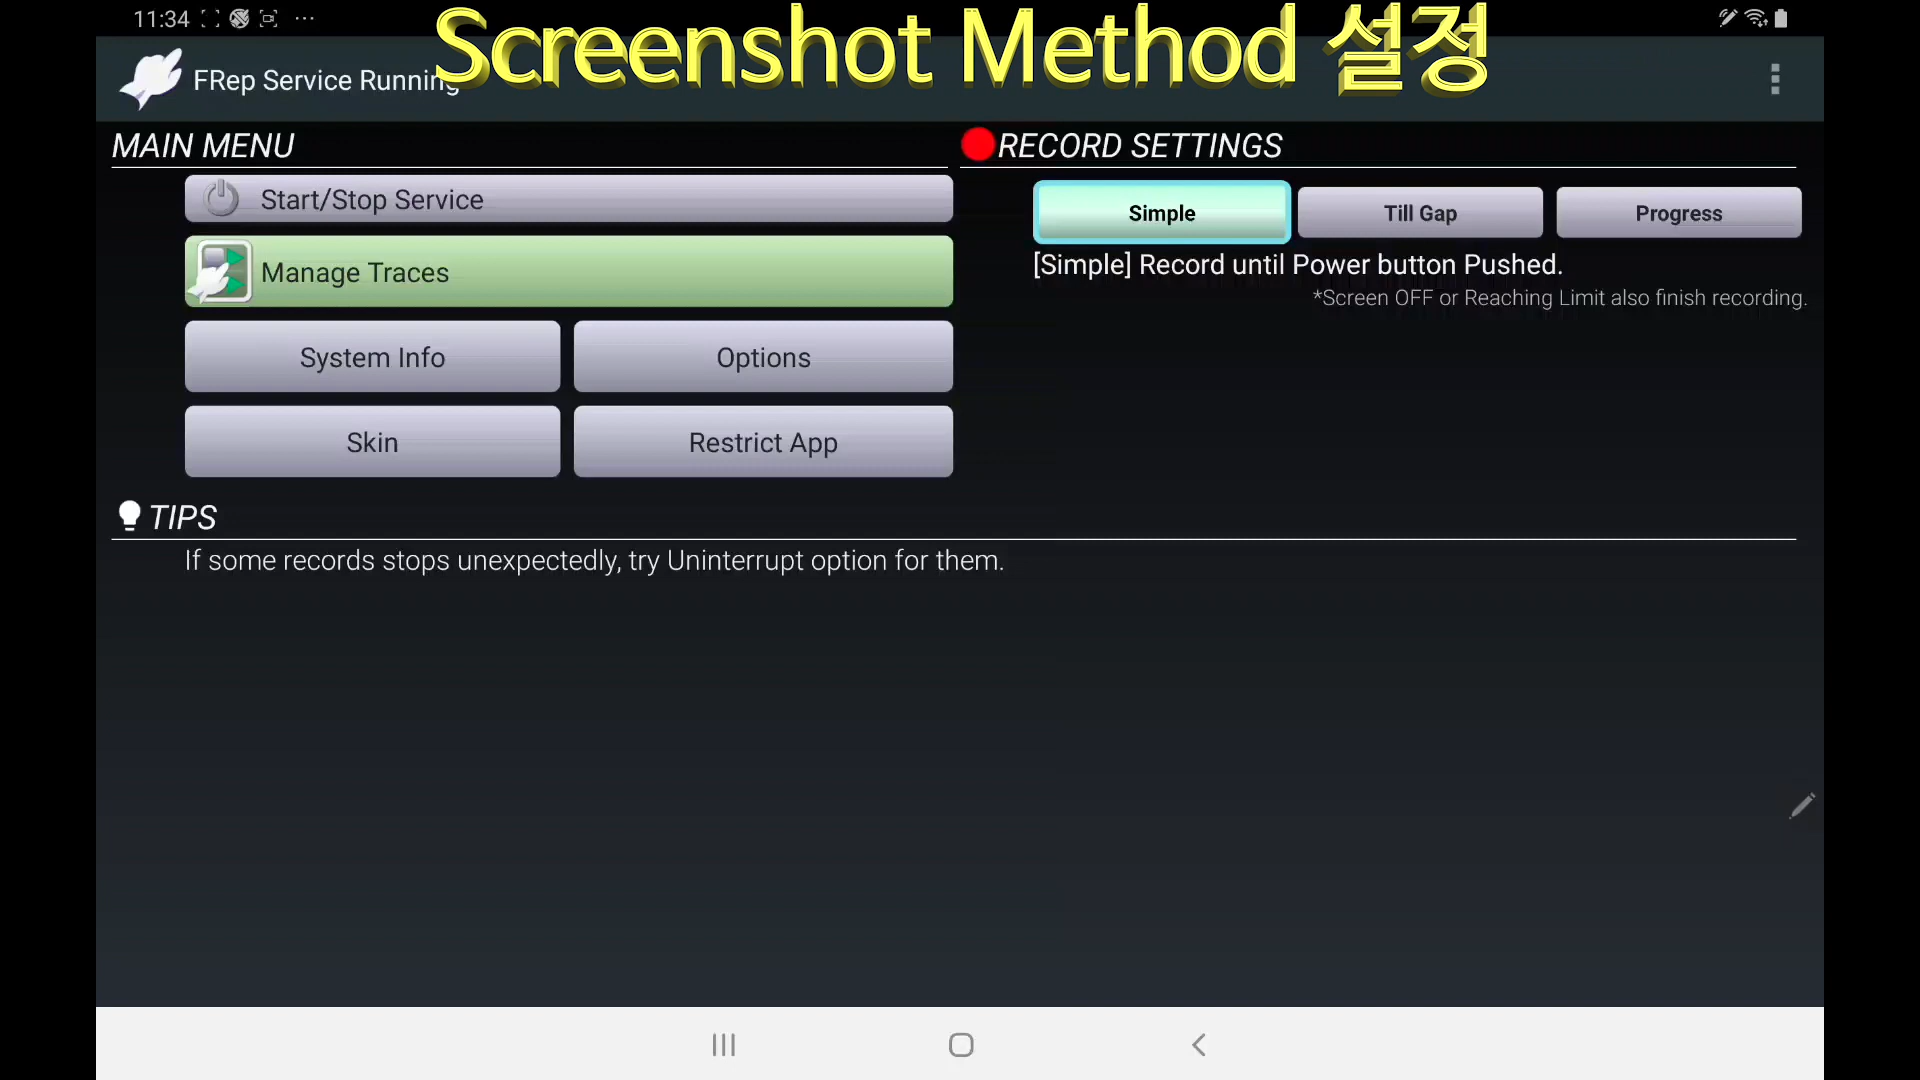 11:34
Screenshot Method 설정
FRep Service Running
MAIN MENU
Start/Stop Service
Manage Traces
System Info
Options
Skin
Restrict App
RECORD SETTINGS
Simple
Till Gap
Progress
[Simple] Record until Power button Pushed.
*Screen OFF or Reaching Limit also finish recording.
TIPS
If some records stops unexpectedly, try Uninterrupt option for them.